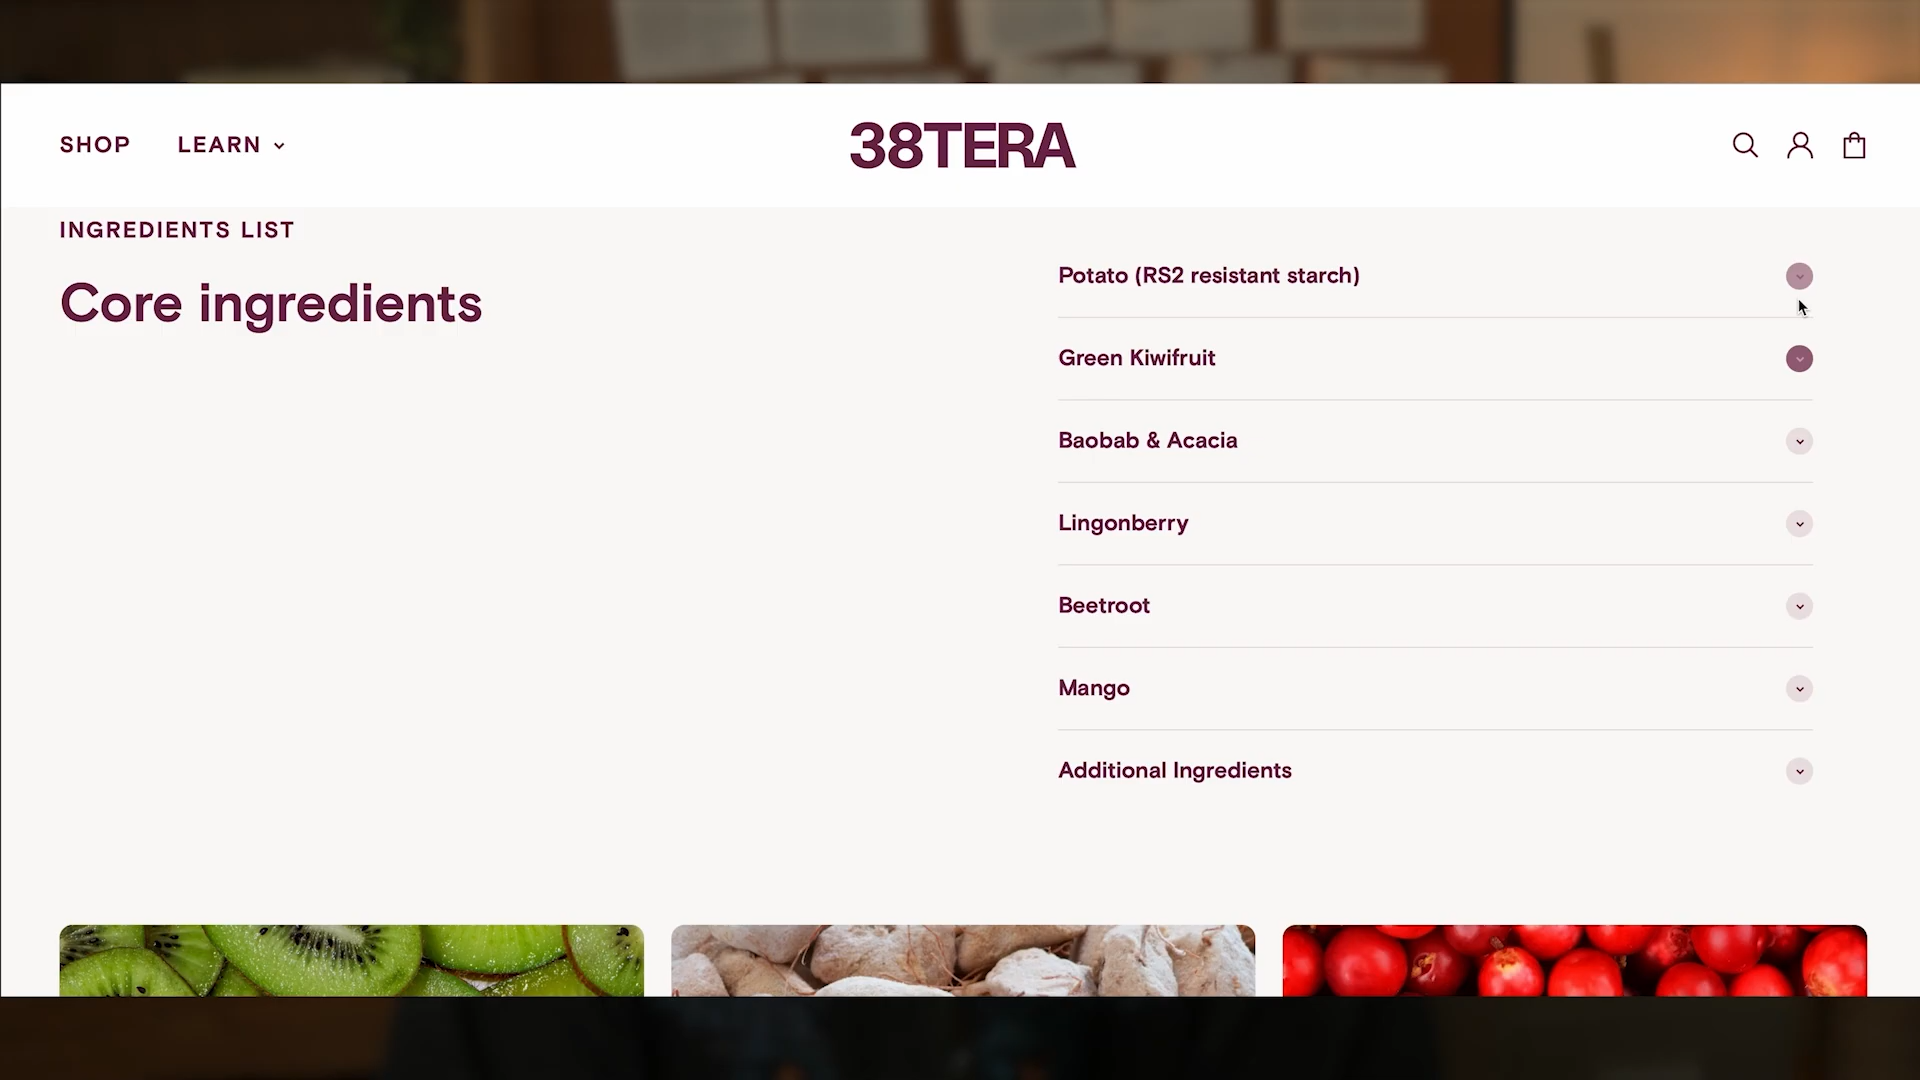 SHOP
LEARN
38TERA
INGREDIENTS LIST
Core ingredients
Potato (RS2 resistant starch)
Green Kiwifruit
Baobab & Acacia
Lingonberry
Beetroot
Mango
Additional Ingredients